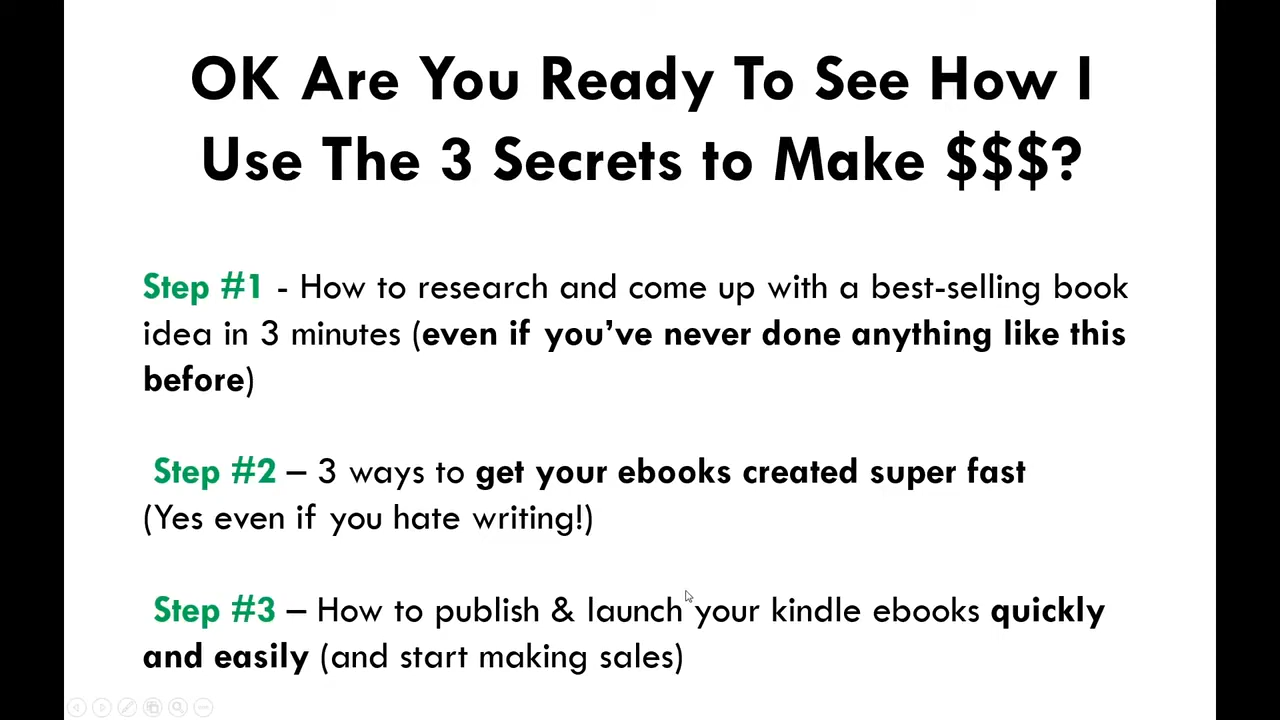 OK Are You Ready To See How I
Use The 3 Secrets to Make $$$?
Step #1 - How to research and come up with a best-selling book
idea in 3 minutes (even if you’ve never done anything like this
before)
Step #2 – 3 ways to get your ebooks created super fast
(Yes even if you hate writing!)
Step #3 – How to publish & launch your kindle ebooks quickly
and easily (and start making sales)